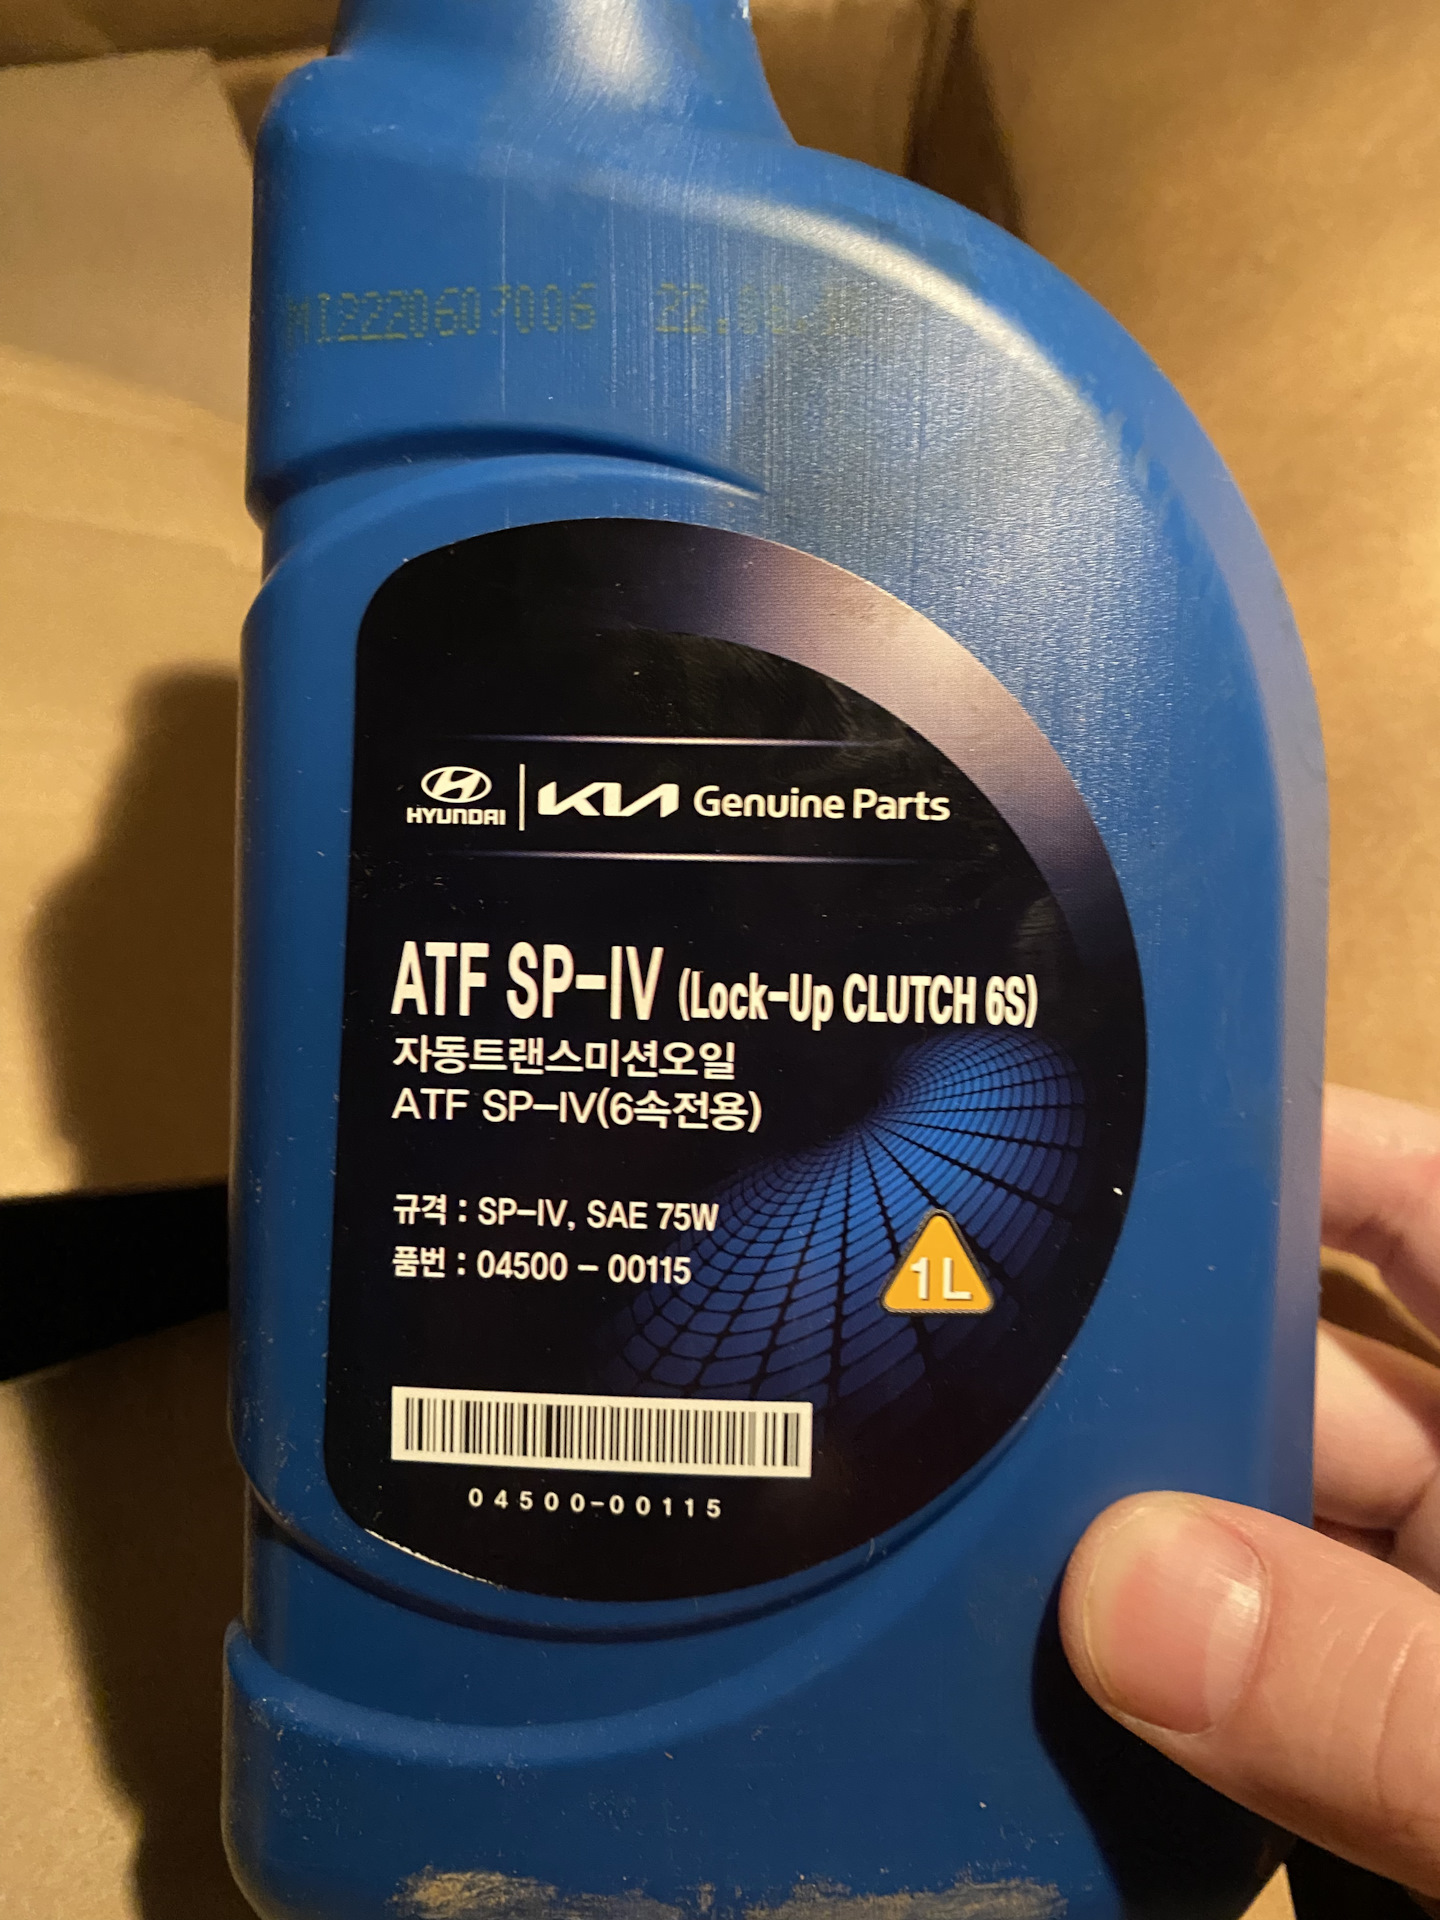 M12220607006
HYUNDAI KIA Genuine Parts
ATF SP-IV (Lock-Up CLUTCH 6S)
자동트랜스미션오일
ATF SP-IV(6속전용)
규격 : SP-IV, SAE 75W
품번 : 04500 - 00115
1L
04500-00115